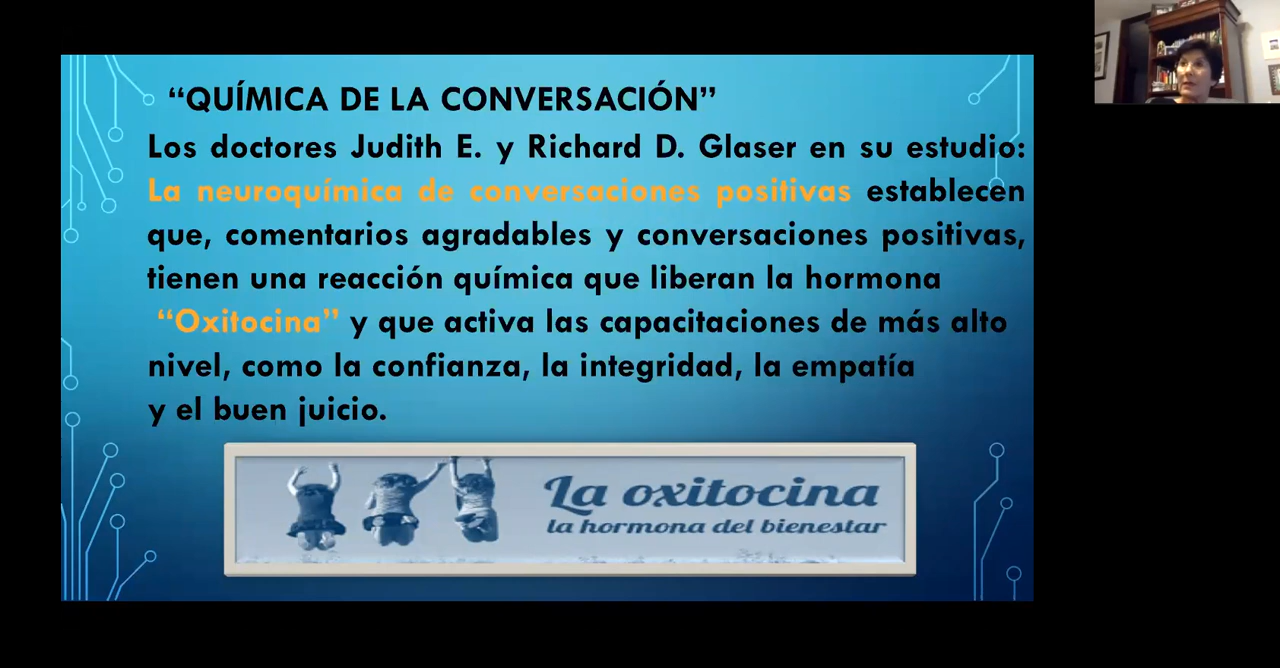 “QUÍMICA DE LA CONVERSACIÓN”
Los doctores Judith E. y Richard D. Glaser en su estudio:
La neuroquímica de conversaciones positivas establecen
que, comentarios agradables y conversaciones positivas,
tienen una reacción química que liberan la hormona
“Oxitocina” y que activa las capacitaciones de más alto
nivel, como la confianza, la integridad, la empatía
y el buen juicio.
La oxitocina
la hormona del bienestar